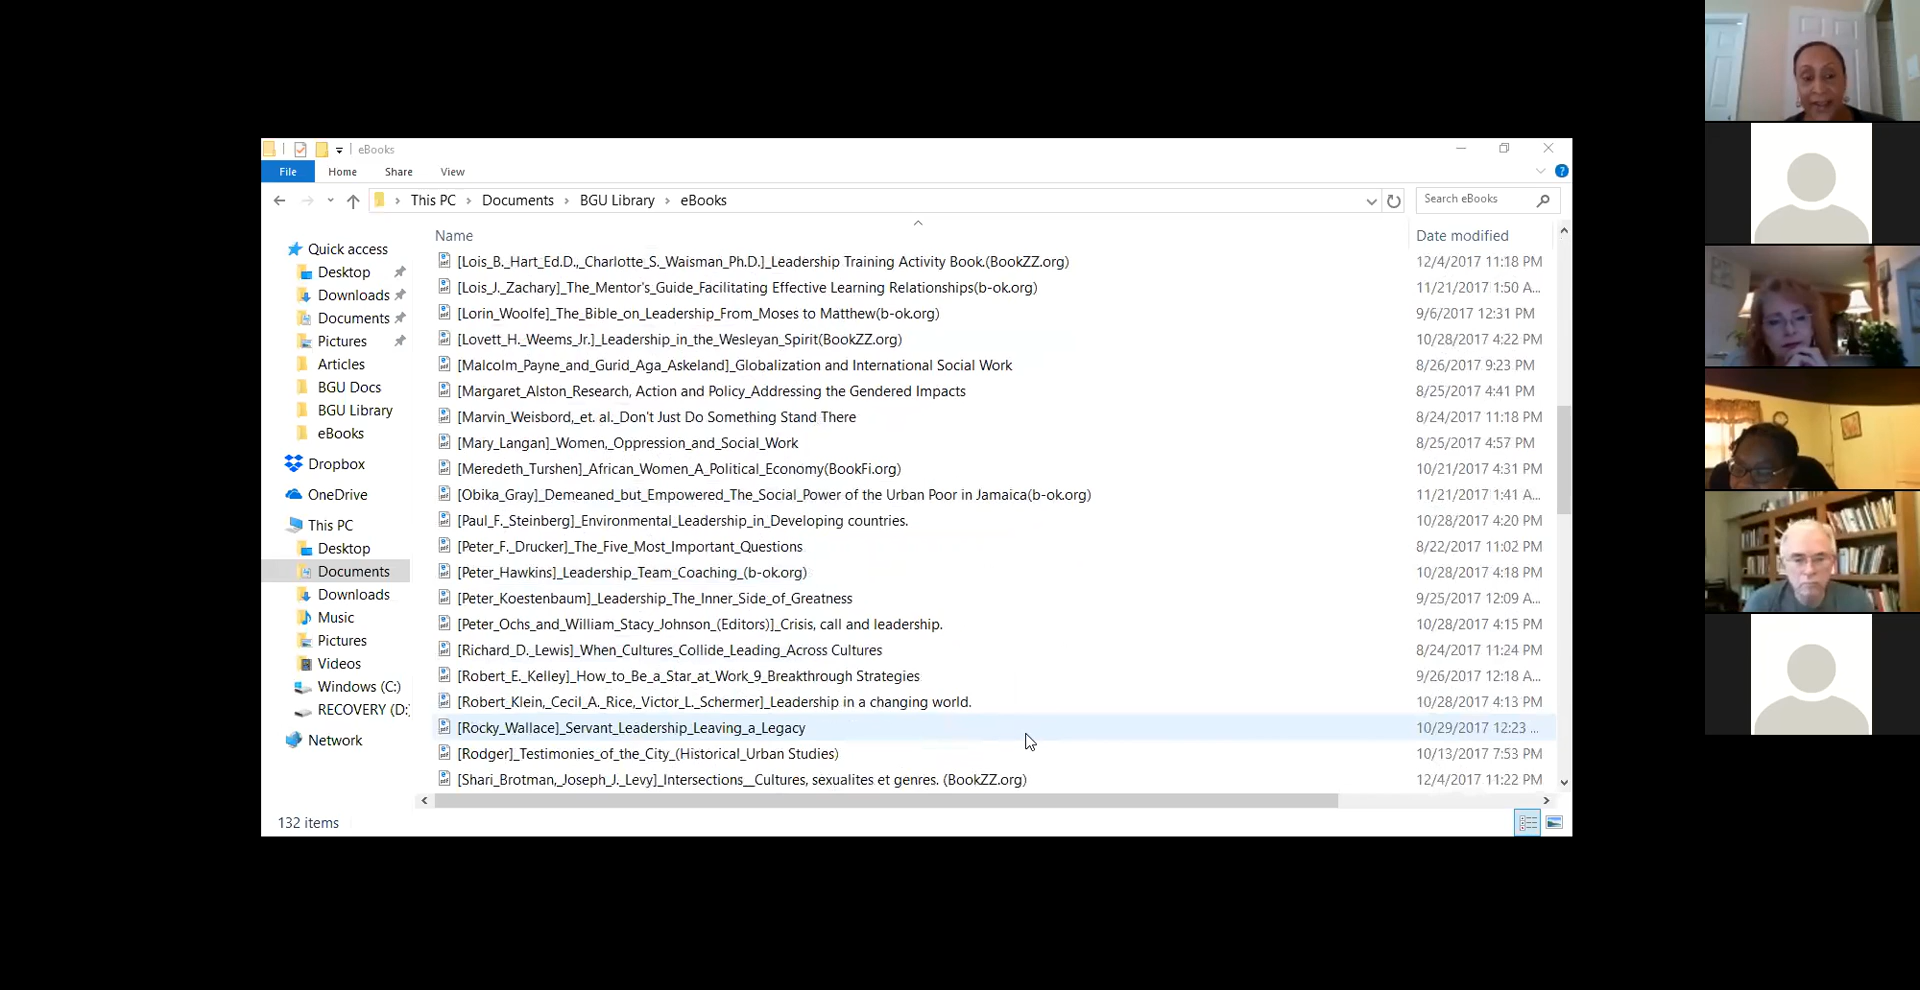 eBooks
File Home Share View
This PC > Documents > BGU Library > eBooks
Search eBooks
Name
Date modified
Quick access
Desktop
Downloads
Documents
Pictures
Articles
BGU Docs
BGU Library
eBooks
Dropbox
OneDrive
This PC
Desktop
Documents
Downloads
Music
Pictures
Videos
Windows (C:)
RECOVERY (D:)
Network
[Lois_B._Hart_Ed.D.,_Charlotte_S._Waisman_Ph.D.]_Leadership Training Activity Book.(BookZZ.org) 12/4/2017 11:18 PM
[Lois_J._Zachary]_The_Mentor's_Guide_Facilitating Effective Learning Relationships(b-ok.org) 11/21/2017 1:50 A...
[Lorin_Woolfe]_The_Bible_on_Leadership_From_Moses to Matthew(b-ok.org) 9/6/2017 12:31 PM
[Lovett_H._Weems_Jr.]_Leadership_in_the_Wesleyan_Spirit(BookZZ.org) 10/28/2017 4:22 PM
[Malcolm_Payne_and_Gurid_Aga_Askeland]_Globalization and International Social Work 8/26/2017 9:23 PM
[Margaret_Alston_Research, Action and Policy_Addressing the Gendered Impacts 8/25/2017 4:41 PM
[Marvin_Weisbord,_et. al._Don't Just Do Something Stand There 8/24/2017 11:18 PM
[Mary_Langan]_Women,_Oppression_and_Social_Work 8/25/2017 4:57 PM
[Meredeth_Turshen]_African_Women_A_Political_Economy(BookFi.org) 10/21/2017 4:31 PM
[Obika_Gray]_Demeaned_but_Empowered_The_Social_Power of the Urban Poor in Jamaica(b-ok.org) 11/21/2017 1:41 A...
[Paul_F._Steinberg]_Environmental_Leadership_in_Developing countries. 10/28/2017 4:20 PM
[Peter_F._Drucker]_The_Five_Most_Important_Questions 8/22/2017 11:02 PM
[Peter_Hawkins]_Leadership_Team_Coaching_(b-ok.org) 10/28/2017 4:18 PM
[Peter_Koestenbaum]_Leadership_The_Inner_Side_of_Greatness 9/25/2017 12:09 A...
[Peter_Ochs_and_William_Stacy_Johnson_(Editors)]_Crisis, call and leadership. 10/28/2017 4:15 PM
[Richard_D._Lewis]_When_Cultures_Collide_Leading_Across Cultures 8/24/2017 11:24 PM
[Robert_E._Kelley]_How_to_Be_a_Star_at_Work_9_Breakthrough Strategies 9/26/2017 12:18 A...
[Robert_Klein,_Cecil_A._Rice,_Victor_L._Schermer]_Leadership in a changing world. 10/28/2017 4:13 PM
[Rocky_Wallace]_Servant_Leadership_Leaving_a_Legacy 10/29/2017 12:23 ...
[Rodger]_Testimonies_of_the_City_(Historical_Urban Studies) 10/13/2017 7:53 PM
[Shari_Brotman,_Joseph_J._Levy]_Intersections__Cultures, sexualites et genres. (BookZZ.org) 12/4/2017 11:22 PM
132 items